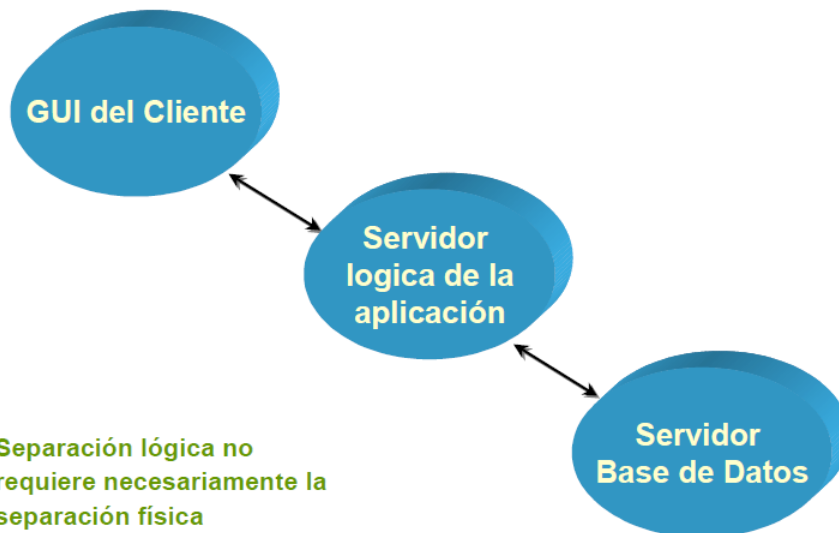 GUI del Cliente
Servidor
logica de la
aplicación
Servidor
Base de Datos
Separación lógica no
requiere necesariamente la
separación física